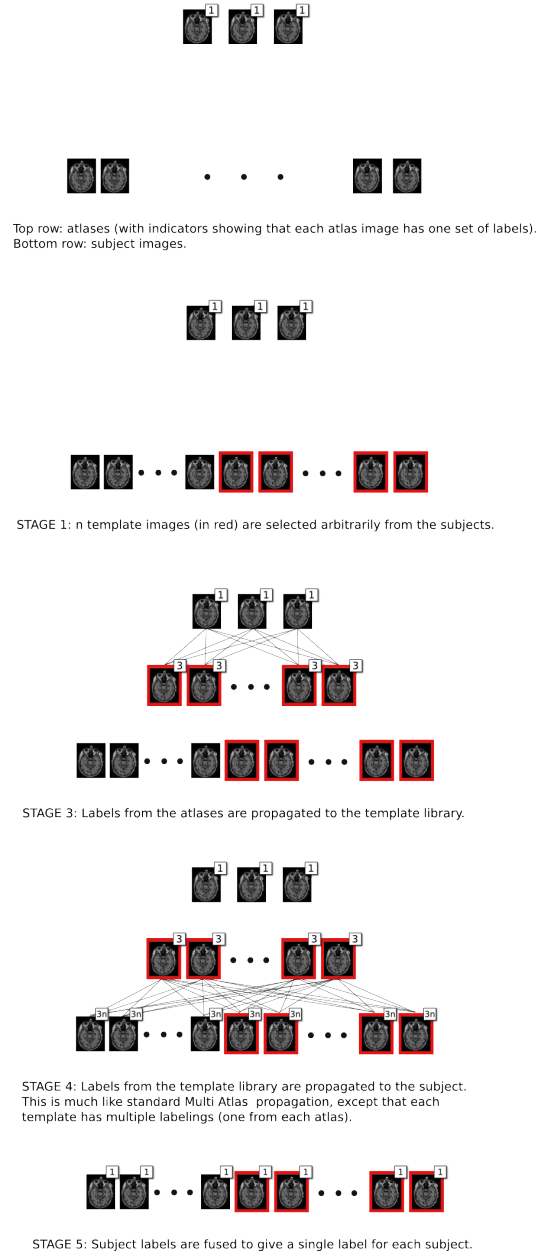 1 1 1
Top row: atlases (with indicators showing that each atlas image has one set of labels).
Bottom row: subject images.
1 1 1
STAGE 1: n template images (in red) are selected arbitrarily from the subjects.
1 1 1
3 3 3 3
STAGE 3: Labels from the atlases are propagated to the template library.
1 1 1
3 3 3 3
3n 3n 3n 3n 3n 3n 3n
STAGE 4: Labels from the template library are propagated to the subject.
This is much like standard Multi Atlas propagation, except that each
template has multiple labelings (one from each atlas).
1 1 1 1 1 1 1
STAGE 5: Subject labels are fused to give a single label for each subject.